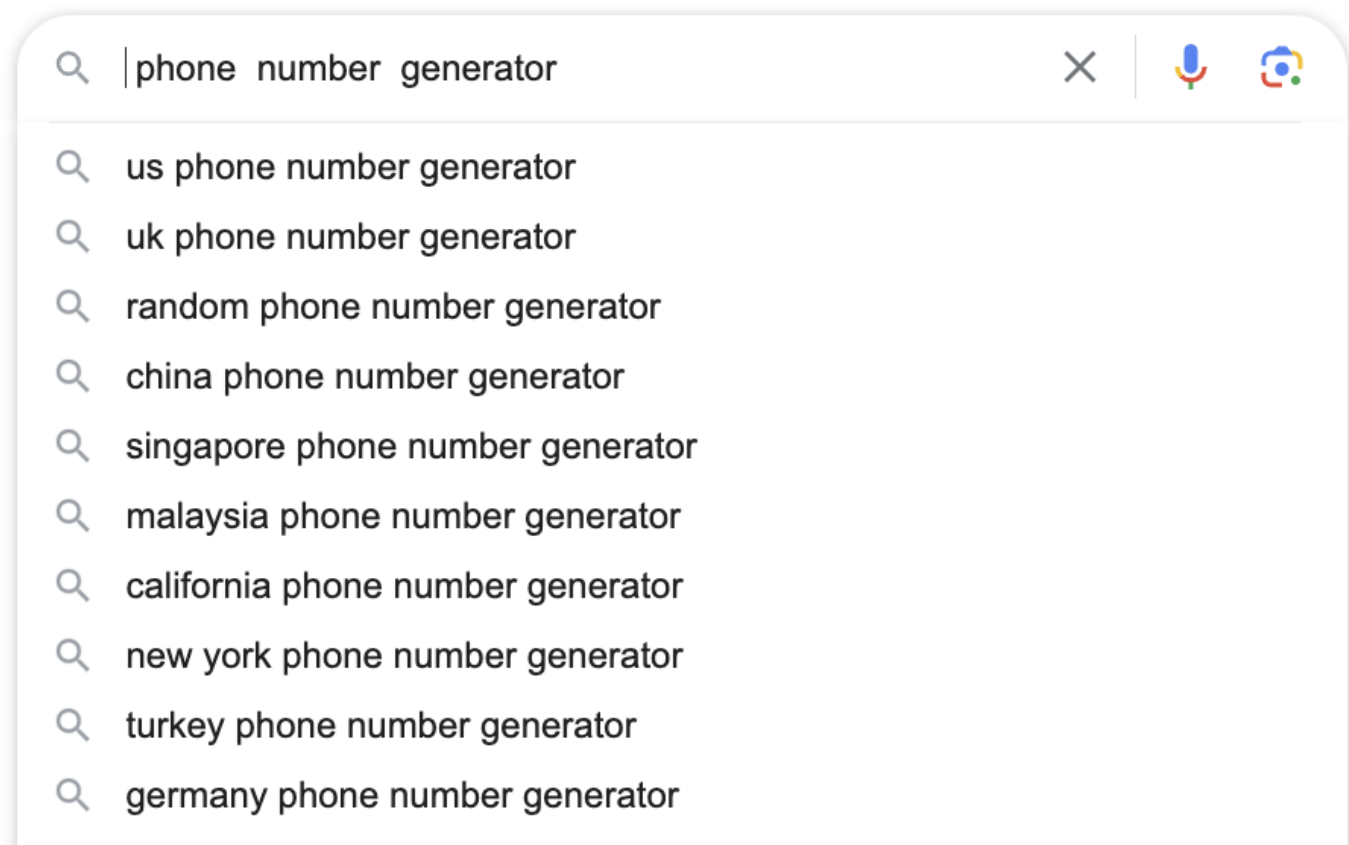 phone number generator
us phone number generator
uk phone number generator
random phone number generator
china phone number generator
singapore phone number generator
malaysia phone number generator
california phone number generator
new york phone number generator
turkey phone number generator
germany phone number generator